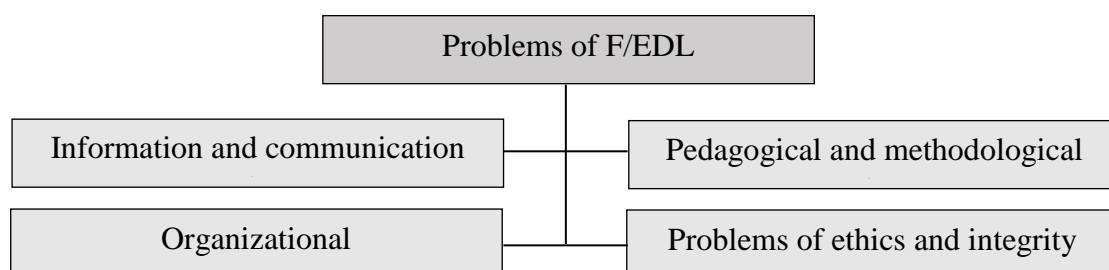 Problems of F/EDL
Information and communication
Pedagogical and methodological
Organizational
Problems of ethics and integrity